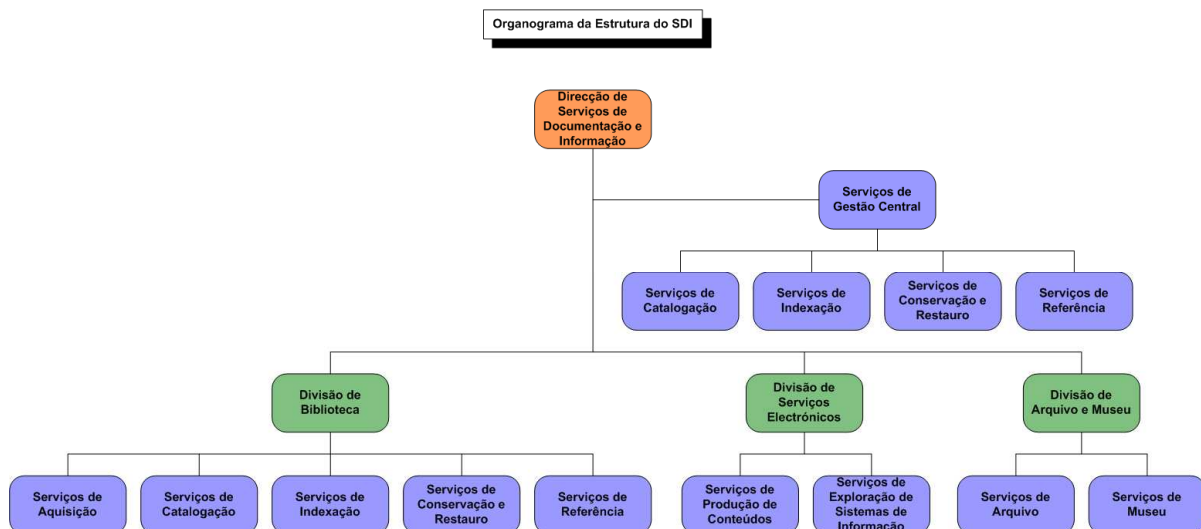 Organograma da Estrutura do SDI
Direcção de
Serviços de
Documentação e
Informação
Serviços de
Gestão Central
Serviços de
Catalogação
Serviços de
Indexação
Serviços de
Conservação e
Restauro
Serviços de
Referência
Divisão de
Biblioteca
Divisão de
Serviços
Electrónicos
Divisão de
Arquivo e Museu
Serviços de
Aquisição
Serviços de
Catalogação
Serviços de
Indexação
Serviços de
Conservação e
Restauro
Serviços de
Referência
Serviços de
Produção de
Conteúdos
Serviços de
Exploração de
Sistemas de
Informação
Serviços de
Arquivo
Serviços de
Museu